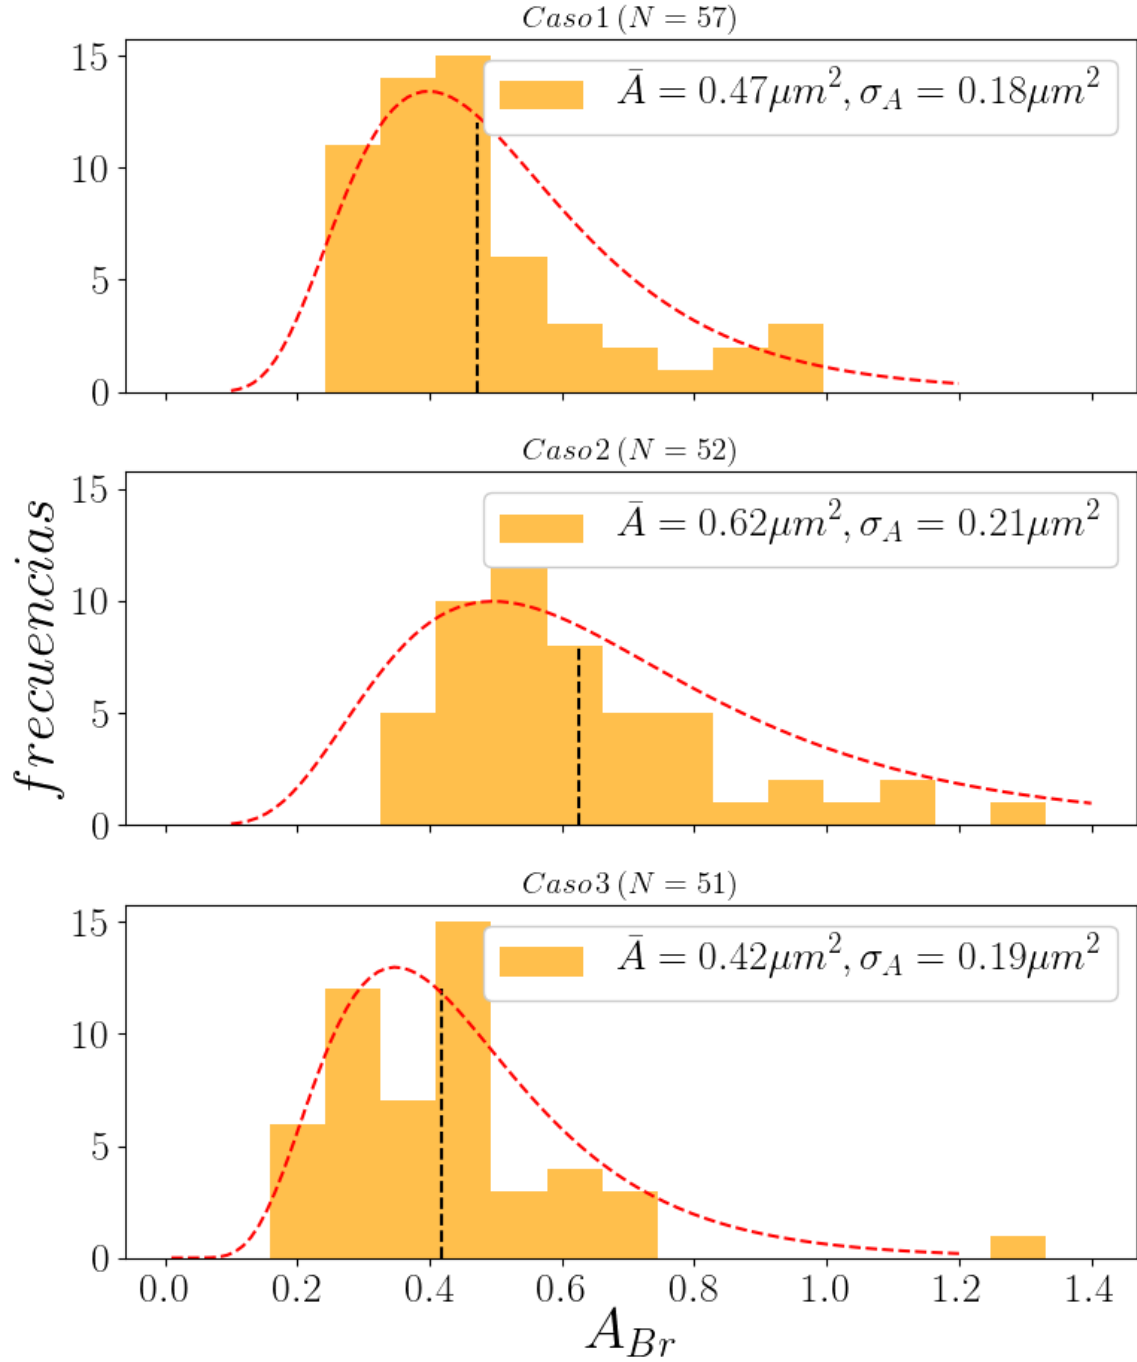 Caso1 (N = 57)
15
10
5
0
Ā = 0.47μm², σ_A = 0.18μm²
Caso2 (N = 52)
15
10
5
0
Ā = 0.62μm², σ_A = 0.21μm²
frecuencias
Caso3 (N = 51)
15
10
5
0
Ā = 0.42μm², σ_A = 0.19μm²
0.0 0.2 0.4 0.6 0.8 1.0 1.2 1.4
A_Br